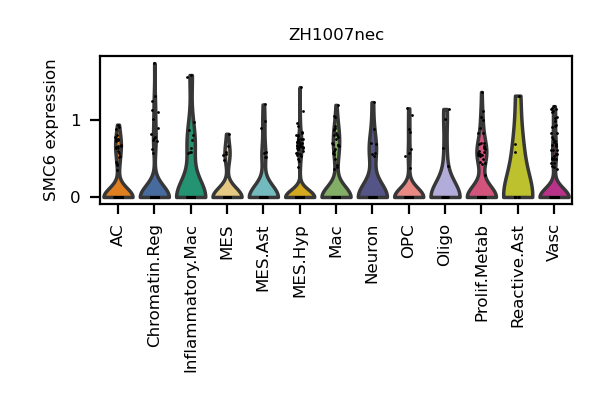 ZH1007nec
SMC6 expression
1
0
AC
Chromatin.Reg
Inflammatory.Mac
MES
MES.Ast
MES.Hyp
Mac
Neuron
OPC
Oligo
Prolif.Metab
Reactive.Ast
Vasc